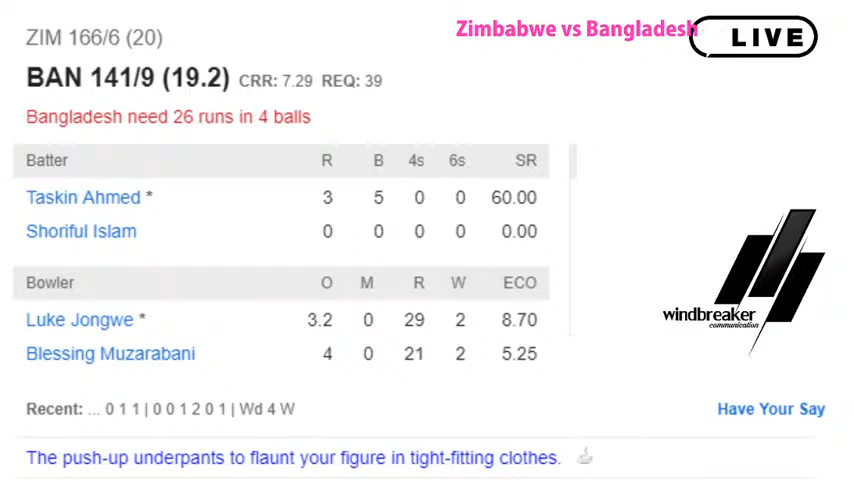 Zimbabwe vs Bangladesh
LIVE
ZIM 166/6 (20)
BAN 141/9 (19.2) CRR: 7.29 REQ: 39
Bangladesh need 26 runs in 4 balls
Batter R B 4s 6s SR
Taskin Ahmed * 3 5 0 0 60.00
Shoriful Islam 0 0 0 0 0.00
Bowler O M R W ECO
Luke Jongwe * 3.2 0 29 2 8.70
Blessing Muzarabani 4 0 21 2 5.25
windbreaker
communication
Recent: ... 0 1 1 | 0 0 1 2 0 1 | Wd 4 W
Have Your Say
The push-up underpants to flaunt your figure in tight-fitting clothes.